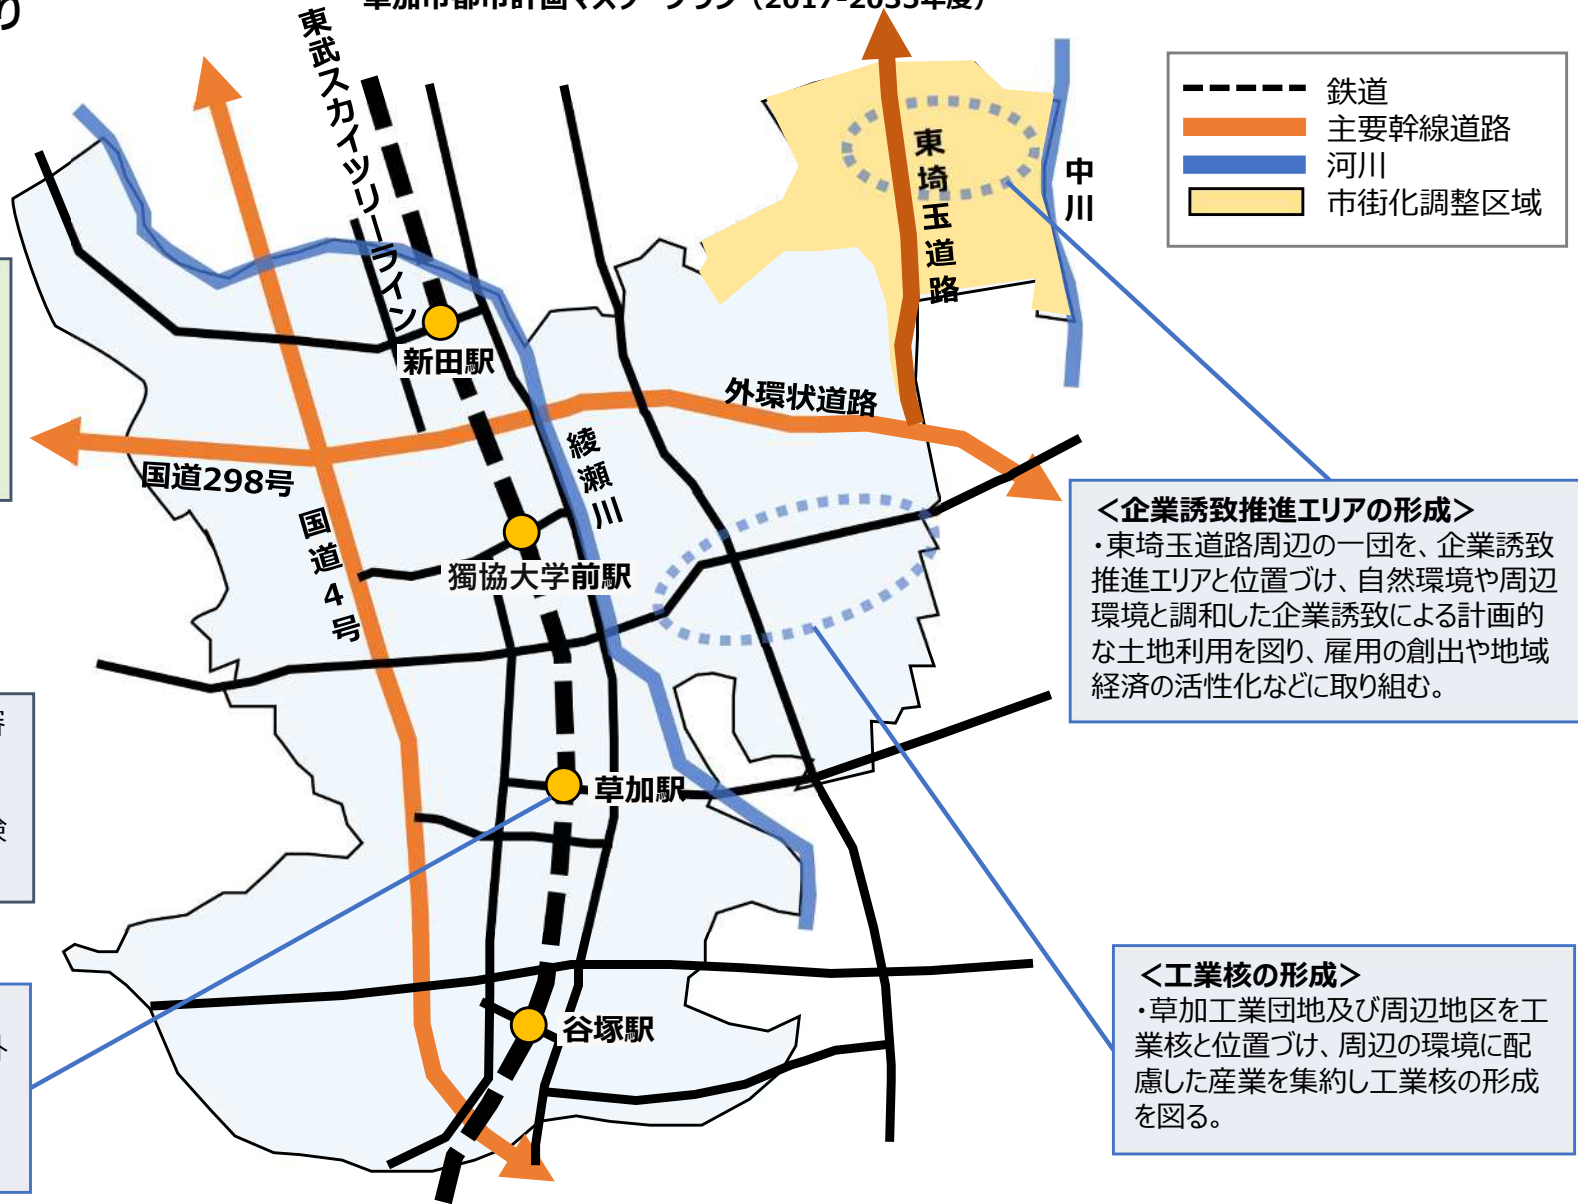 り
草加市都市計画マスタープラン（2017-2035年度）
東武スカイツリーライン
鉄道
主要幹線道路
河川
市街化調整区域
東埼玉道路
中川
新田駅
外環状道路
国道298号
綾瀬川
国道4号
獨協大学前駅
＜企業誘致推進エリアの形成＞
・東埼玉道路周辺の一団を、企業誘致
推進エリアと位置づけ、自然環境や周辺
環境と調和した企業誘致による計画的
な土地利用を図り、雇用の創出や地域
経済の活性化などに取り組む。
草加駅
谷塚駅
＜工業核の形成＞
・草加工業団地及び周辺地区を工
業核と位置づけ、周辺の環境に配
慮した産業を集約し工業核の形成
を図る。